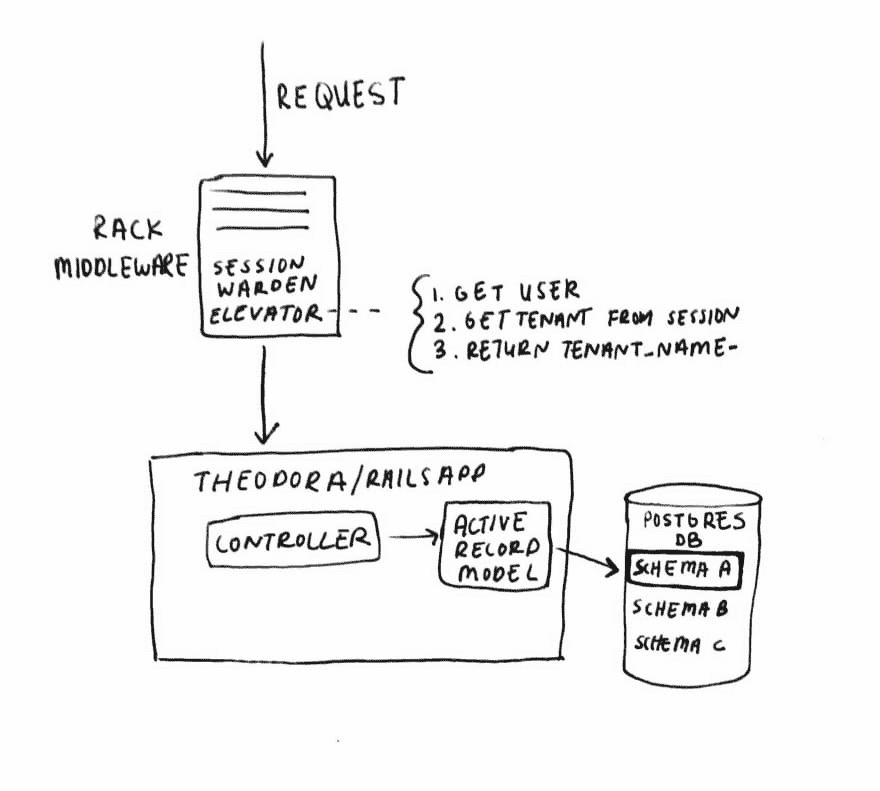 REQUEST
RACK
MIDDLEWARE
SESSION
WARDEN
ELEVATOR
1. GET USER
2. GET TENANT FROM SESSION
3. RETURN TENANT_NAME
THEODORA/RAILS APP
CONTROLLER
ACTIVE
RECORD
MODEL
POSTGRES
DB
SCHEMA A
SCHEMA B
SCHEMA C